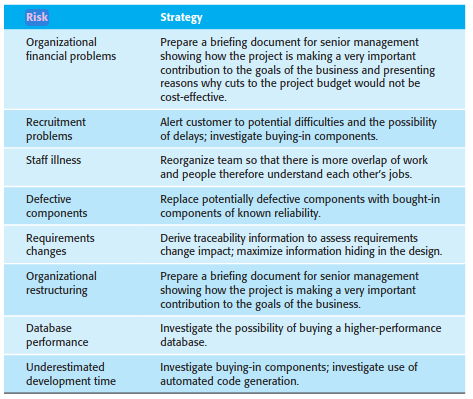 Risk Strategy
Organizational
financial problems
Prepare a briefing document for senior management
showing how the project is making a very important
contribution to the goals of the business and presenting
reasons why cuts to the project budget would not be
cost-effective.
Recruitment
problems
Alert customer to potential difficulties and the possibility
of delays; investigate buying-in components.
Staff illness
Reorganize team so that there is more overlap of work
and people therefore understand each other's jobs.
Defective
components
Replace potentially defective components with bought-in
components of known reliability.
Requirements
changes
Derive traceability information to assess requirements
change impact; maximize information hiding in the design.
Organizational
restructuring
Prepare a briefing document for senior management
showing how the project is making a very important
contribution to the goals of the business.
Database
performance
Investigate the possibility of buying a higher-performance
database.
Underestimated
development time
Investigate buying-in components; investigate use of
automated code generation.